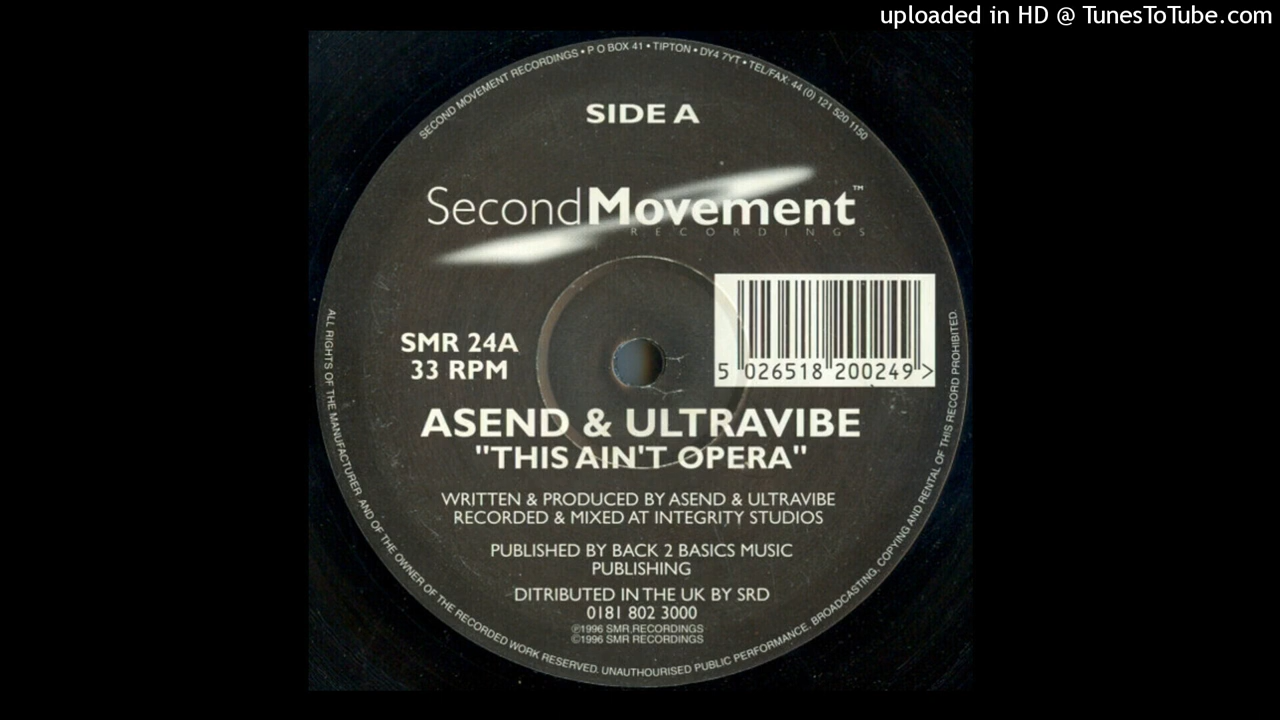 uploaded in HD @ TunesToTube.com
SECOND MOVEMENT RECORDINGS • P O BOX 41 • TIPTON • DY4 7YT • TEL/FAX: 44 (0) 121 520 1150
SIDE A
SecondMovement™
RECORDINGS
SMR 24A
33 RPM
5 026518 200249 >
ASEND & ULTRAVIBE
"THIS AIN'T OPERA"
WRITTEN & PRODUCED BY ASEND & ULTRAVIBE
RECORDED & MIXED AT INTEGRITY STUDIOS
PUBLISHED BY BACK 2 BASICS MUSIC
PUBLISHING
DITRIBUTED IN THE UK BY SRD
0181 802 3000
℗1996 SMR RECORDINGS
©1996 SMR RECORDINGS
ALL RIGHTS OF THE MANUFACTURER AND OF THE OWNER OF THE RECORDED WORK RESERVED. UNAUTHOURISED PUBLIC PERFORMANCE, BROADCASTING, COPYING AND RENTAL OF THIS RECORD PROHIBITED.